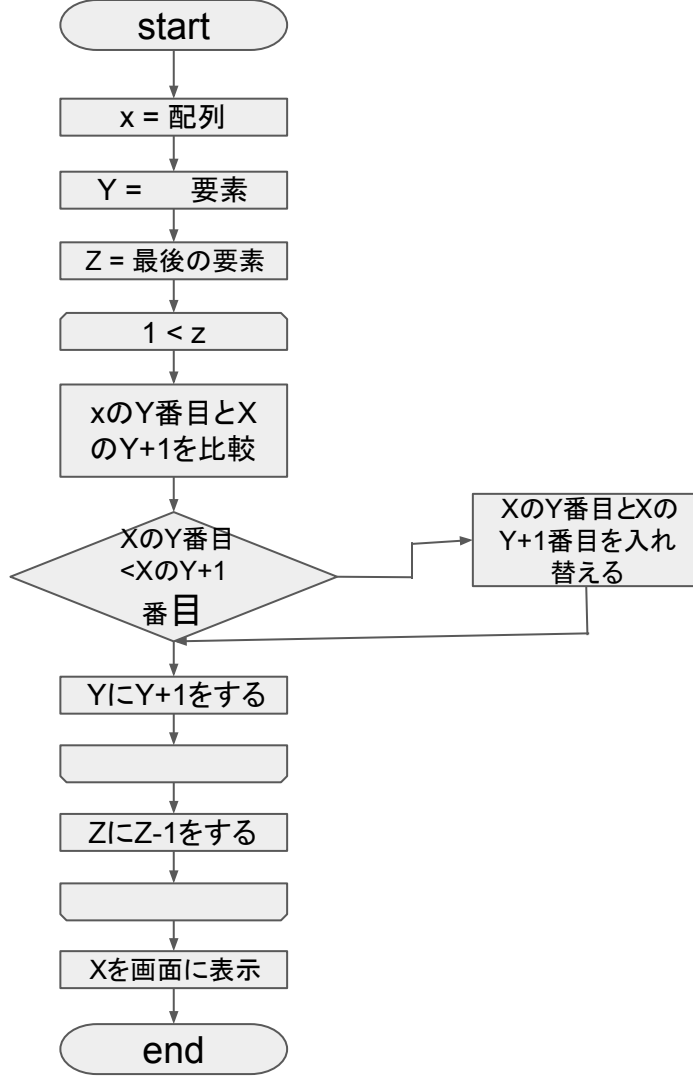 start
x = 配列
Y = 要素
Z = 最後の要素
1 < z
xのY番目とX
のY+1を比較
XのY番目
<XのY+1
番目
XのY番目とXの
Y+1番目を入れ
替える
YにY+1をする
ZにZ-1をする
Xを画面に表示
end